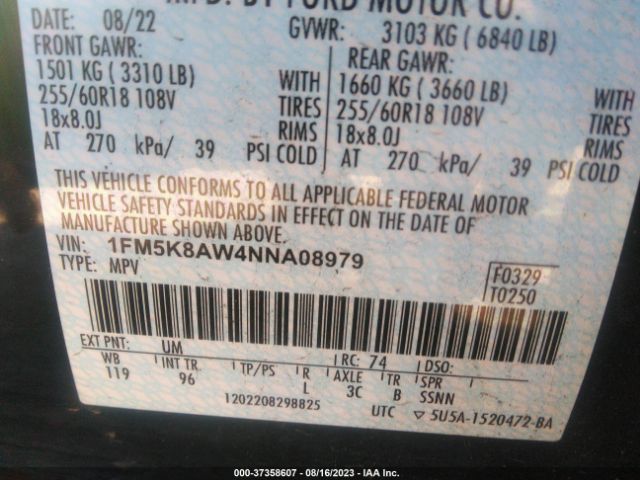 MFD. BY FORD MOTOR CO.
DATE: 08/22 GVWR: 3103 KG ( 6840 LB)
FRONT GAWR: REAR GAWR:
1501 KG ( 3310 LB) WITH 1660 KG ( 3660 LB) WITH
255/60R18 108V TIRES 255/60R18 108V TIRES
18x8.0J RIMS 18x8.0J RIMS
AT 270 kPa/ 39 PSI COLD AT 270 kPa/ 39 PSI COLD
THIS VEHICLE CONFORMS TO ALL APPLICABLE FEDERAL MOTOR
VEHICLE SAFETY STANDARDS IN EFFECT ON THE DATE OF
MANUFACTURE SHOWN ABOVE.
VIN: 1FM5K8AW4NNA08979
TYPE: MPV
F0329
T0250
EXT PNT: UM RC: 74 DSO:
WB INT TR TP/PS R AXLE TR SPR
119 96 L 3C B SSNN
1202208298825 UTC ▽ 5U5A-1520472-BA
000-37358607 - 08/16/2023 - IAA Inc.